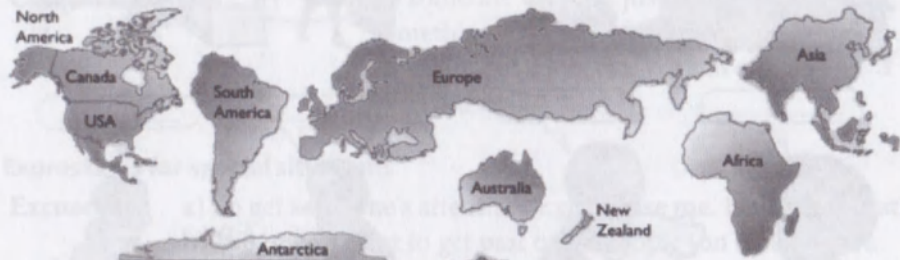 North
America
Canada
USA
South
America
Europe
Asia
Africa
Australia
New
Zealand
Antarctica